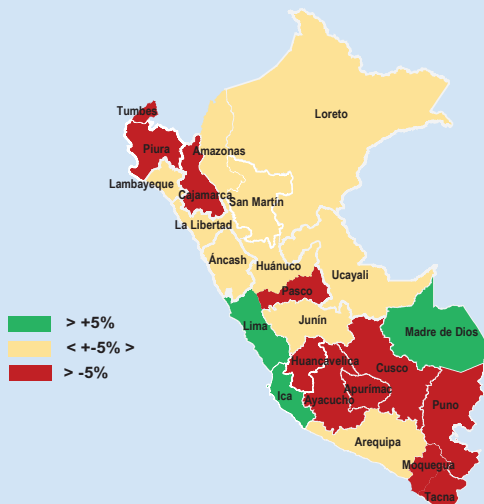 Loreto
Tumbes
Piura
Amazonas
Lambayeque
Cajamarca
San Martín
La Libertad
Áncash
Huánuco
Ucayali
Pasco
> +5%
< +-5% >
> -5%
Lima
Junín
Madre de Dios
Huancavelica
Cusco
Ica
Ayacucho
Apurímac
Puno
Arequipa
Moquegua
Tacna